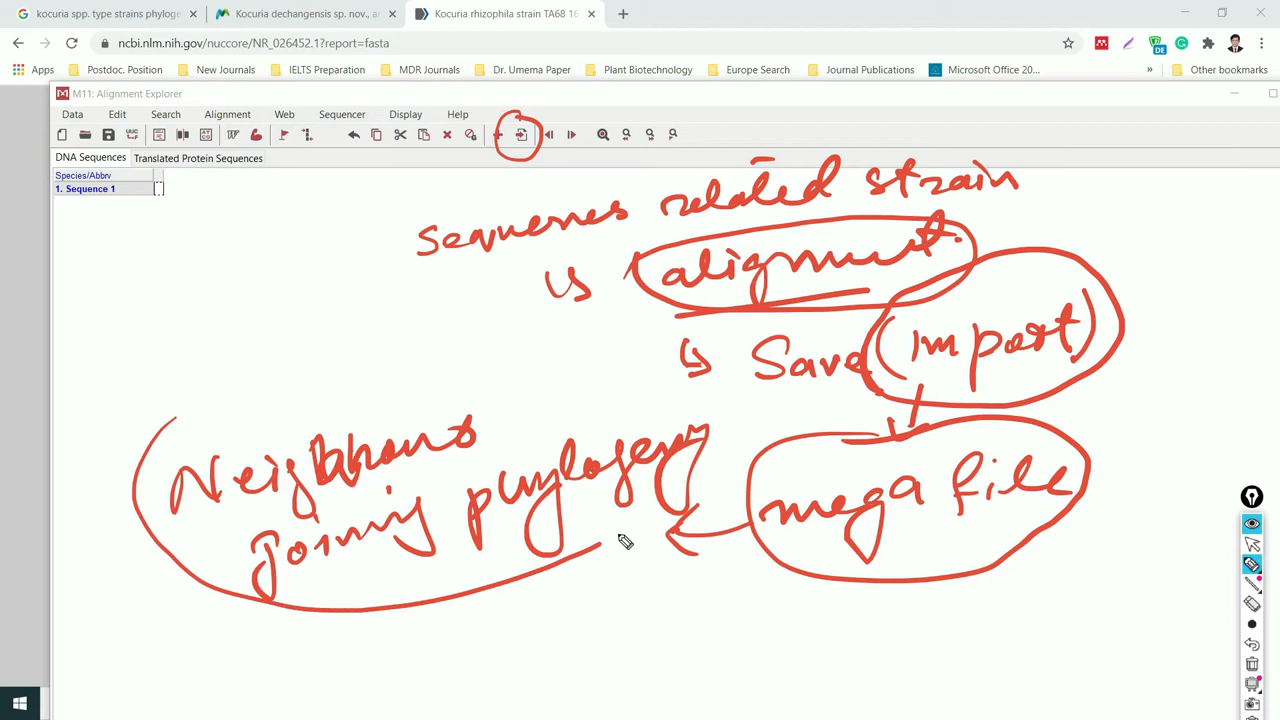 kocuria spp. type strains phyloge
Kocuria dechangensis sp. nov., a
Kocuria rhizophila strain TA68 16
ncbi.nlm.nih.gov/nuccore/NR_026452.1?report=fasta
Apps Postdoc. Position New Journals IELTS Preparation MDR Journals Dr. Umema Paper Plant Biotechnology Europe Search Journal Publications Microsoft Office 20... » Other bookmarks
M11: Alignment Explorer
Data Edit Search Alignment Web Sequencer Display Help
DNA Sequences Translated Protein Sequences
Species/Abbrv
1. Sequence 1
related strain
is alignment.
Save (import)
mega file
phylogeny
Joining
DE